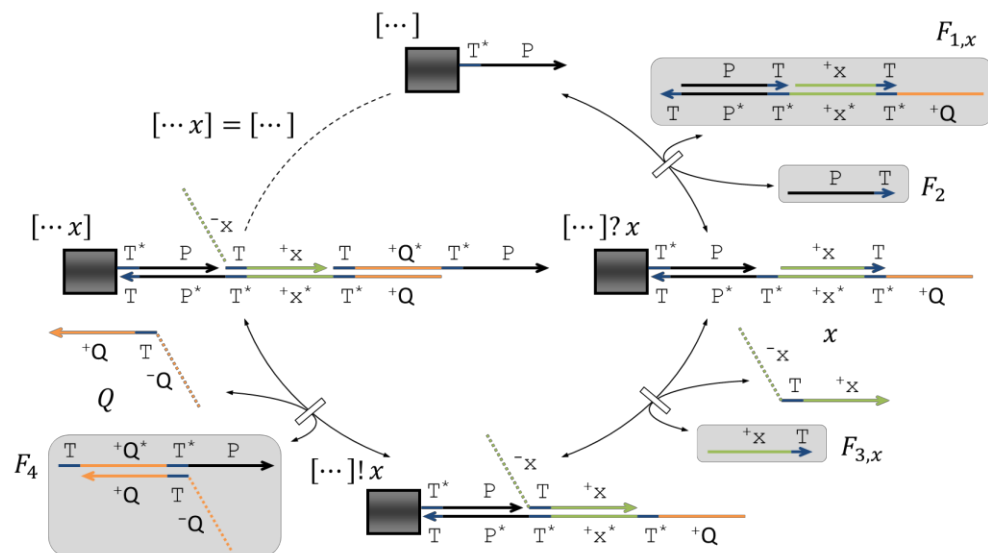 [⋯]
T* P
F₁,ₓ
P T ⁺x T
T P* T* ⁺x* T* ⁺Q
[⋯ x] = [⋯]
P T
F₂
[⋯ x]
⁻x
T* P T ⁺x T ⁺Q* T* P
T P* T* ⁺x* T* ⁺Q
[⋯]? x
T* P ⁺x T
T P* T* ⁺x* T* ⁺Q
x
⁻x
T ⁺x
⁺Q T
⁻Q
Q
⁺x T
F₃,ₓ
F₄
T ⁺Q* T* P
⁺Q T
⁻Q
[⋯]! x
⁻x
T* P T ⁺x
T P* T* ⁺x* T* ⁺Q